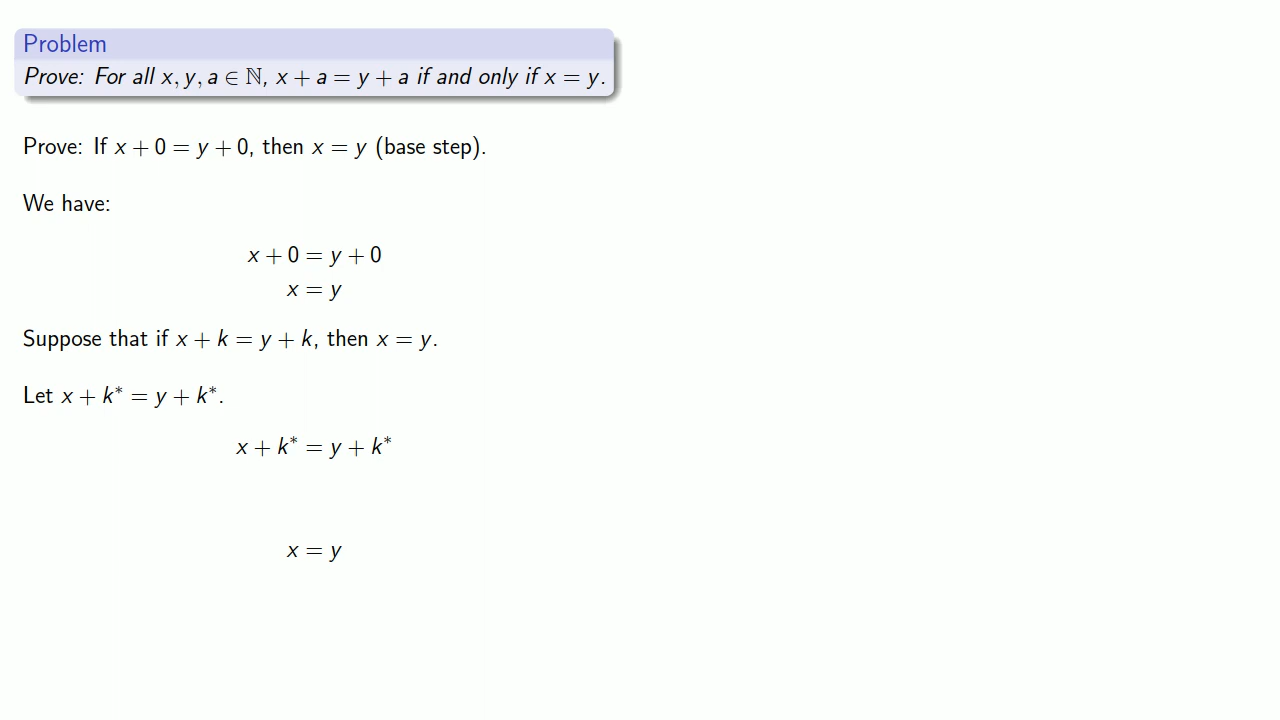 Problem
Prove: For all x, y, a ∈ ℕ, x + a = y + a if and only if x = y.
Prove: If x + 0 = y + 0, then x = y (base step).
We have:
x + 0 = y + 0
x = y
Suppose that if x + k = y + k, then x = y.
Let x + k* = y + k*.
x + k* = y + k*
x = y